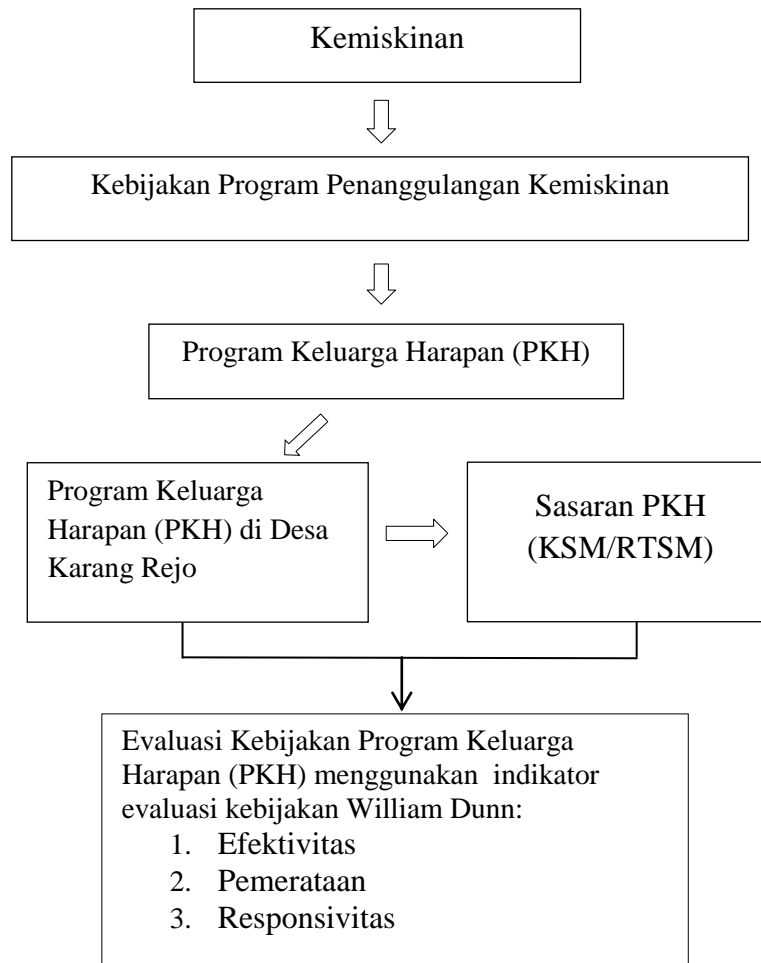 Kemiskinan
Kebijakan Program Penanggulangan Kemiskinan
Program Keluarga Harapan (PKH)
Program Keluarga
Harapan (PKH) di Desa
Karang Rejo
Sasaran PKH
(KSM/RTSM)
Evaluasi Kebijakan Program Keluarga
Harapan (PKH) menggunakan indikator
evaluasi kebijakan William Dunn:
1. Efektivitas
2. Pemerataan
3. Responsivitas